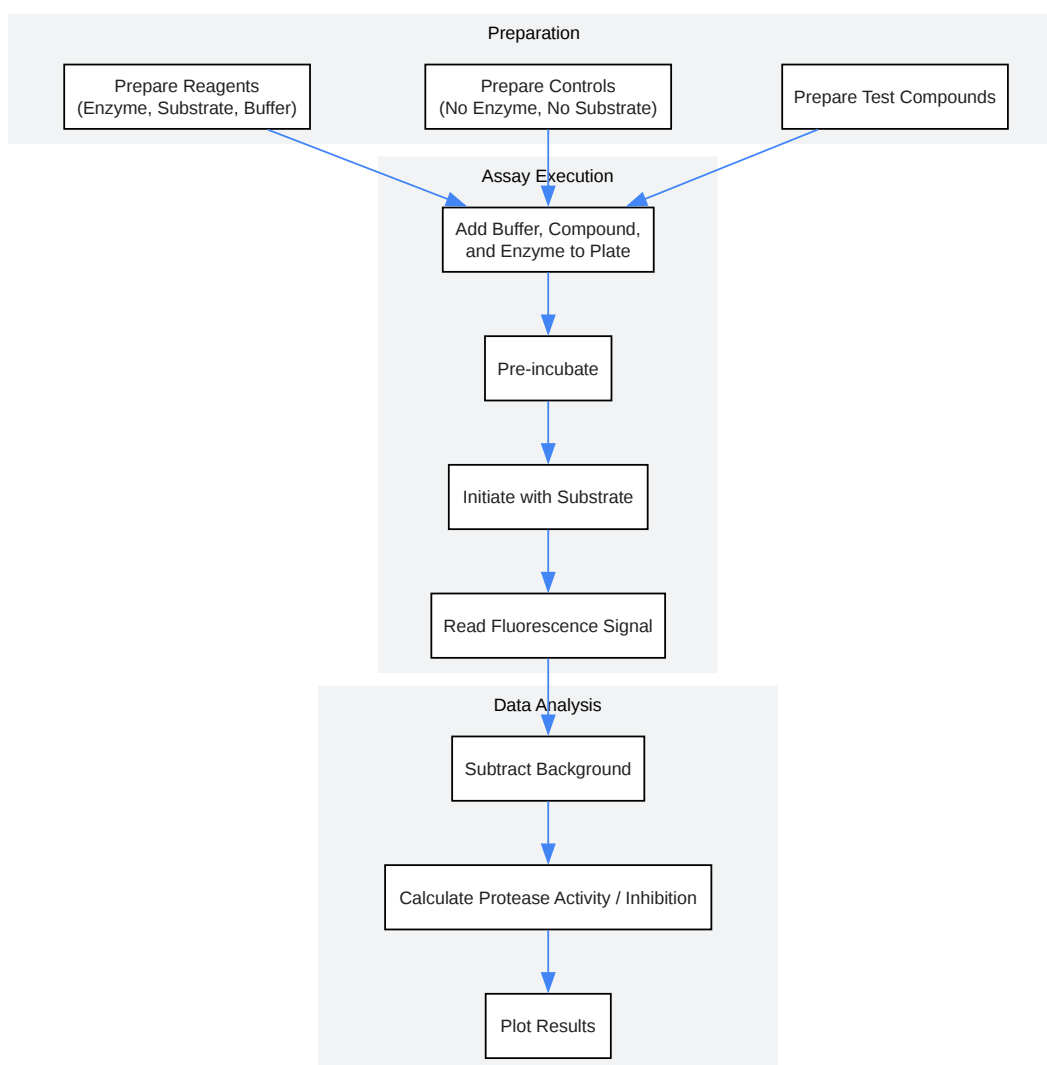 Preparation
Prepare Reagents
(Enzyme, Substrate, Buffer)
Prepare Controls
(No Enzyme, No Substrate)
Prepare Test Compounds
Assay Execution
Add Buffer, Compound,
and Enzyme to Plate
Pre-incubate
Initiate with Substrate
Read Fluorescence Signal
Data Analysis
Subtract Background
Calculate Protease Activity / Inhibition
Plot Results